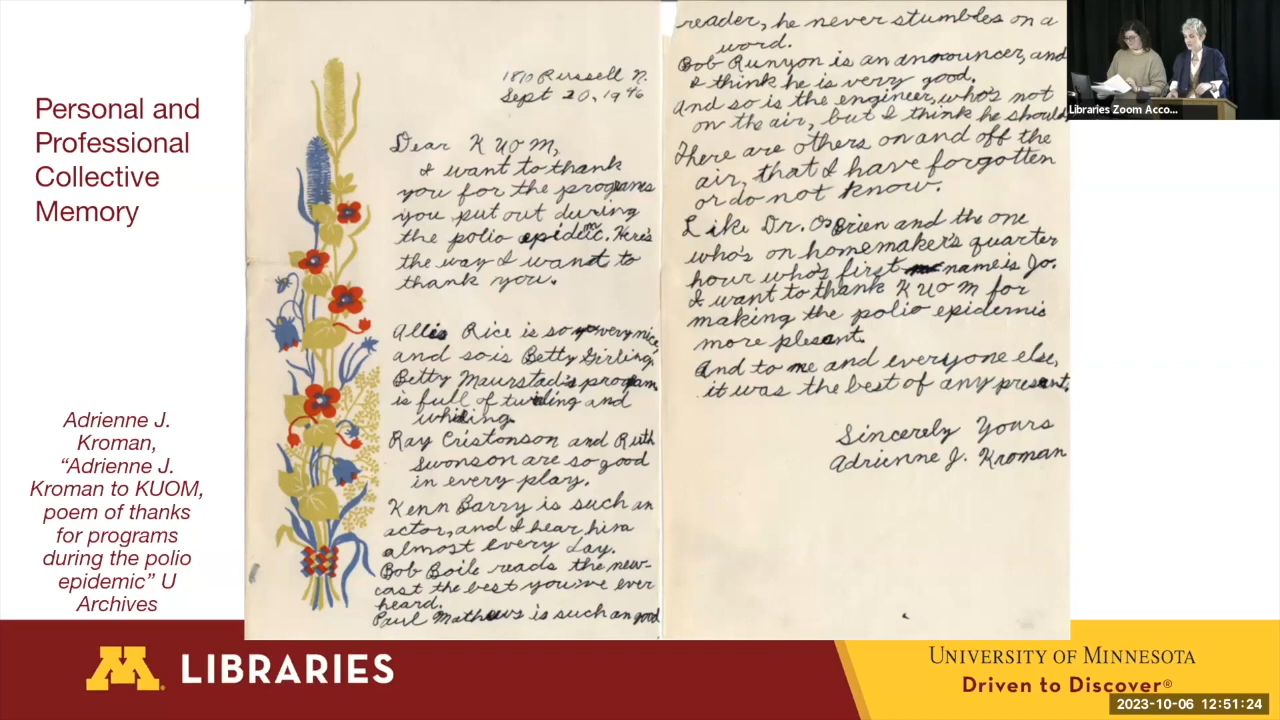 Personal and
Professional
Collective
Memory
Adrienne J.
Kroman,
“Adrienne J.
Kroman to KUOM,
poem of thanks
for programs
during the polio
epidemic” U
Archives
1810 Russell N.
Sept 20, 1946
Dear KUOM,
I want to thank
you for the programs
you put out during
the polio epidemic. Here's
the way I want to
thank you.
Allis Rice is so very nice,
and so is Betty Girling,
Betty Maurstad's program
is full of twirling and
whirling.
Ray Cristonson and Ruth
Swonson are so good
in every play.
Kenn Barry is such an
actor, and I hear him
almost every day.
Bob Boile reads the new-
cast the best you've ever
heard.
Paul Mathews is such an good
reader, he never stumbles on a
word.
Bob Runyon is an announcer, and
I think he is very good.
And so is the engineer, who's not
on the air, but I think he should
There are others on and off the
air, that I have forgotten
or do not know.
Like Dr. O'Brien and the one
who's on homemaker's quarter
hour who's first name is Jo.
I want to thank KUOM for
making the polio epidemic
more plesant.
And to me and everyone else,
it was the best of any present.
Sincerely Yours
Adrienne J. Kroman
Libraries Zoom Acco...
M LIBRARIES
UNIVERSITY OF MINNESOTA
Driven to Discover®
2023-10-06 12:51:24